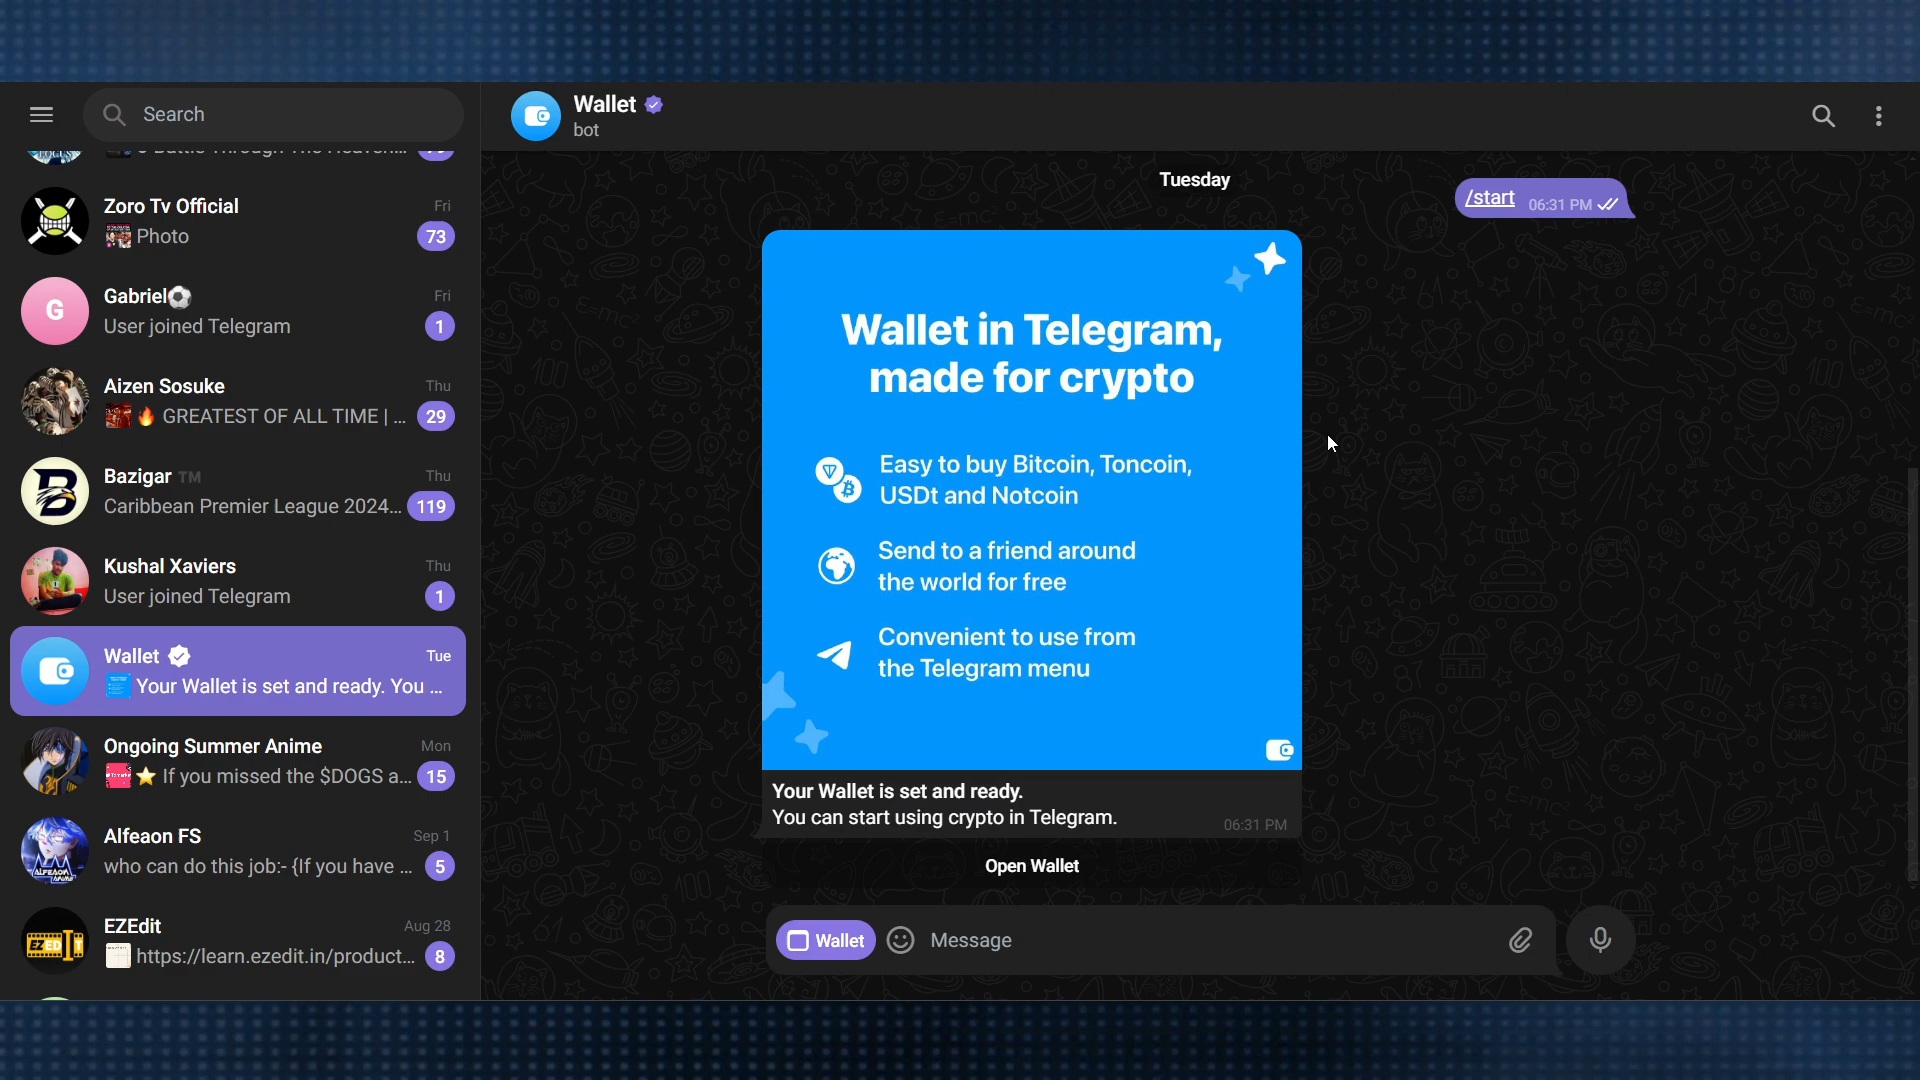 Search
Zoro Tv Official
Fri
Photo
73
G
Gabriel⚽
Fri
User joined Telegram
1
Aizen Sosuke
Thu
🔥 GREATEST OF ALL TIME | ...
29
Bazigar TM
Thu
Caribbean Premier League 2024...
119
Kushal Xaviers
Thu
User joined Telegram
1
Wallet
Tue
Your Wallet is set and ready. You ...
Ongoing Summer Anime
Mon
⭐ If you missed the $DOGS a...
15
Alfeaon FS
Sep 1
who can do this job:- {If you have ...
5
EZEdit
Aug 28
https://learn.ezedit.in/product...
8
Wallet
bot
Tuesday
/start 06:31 PM
Wallet in Telegram,
made for crypto
Easy to buy Bitcoin, Toncoin,
USDt and Notcoin
Send to a friend around
the world for free
Convenient to use from
the Telegram menu
Your Wallet is set and ready.
You can start using crypto in Telegram.
06:31 PM
Open Wallet
Wallet
Message